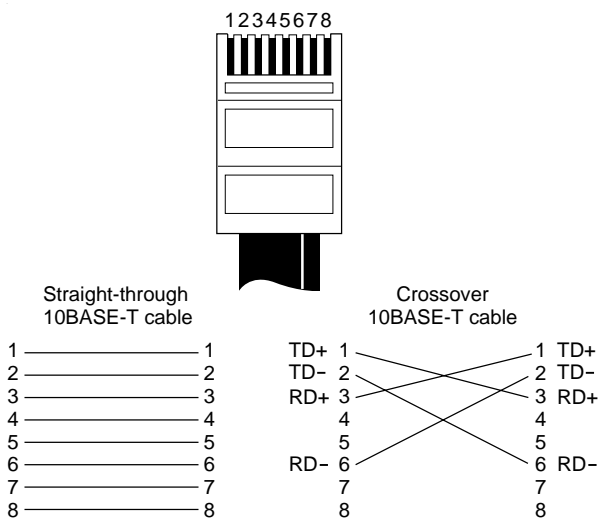 12345678
Straight-through
10BASE-T cable
Crossover
10BASE-T cable
1 1 TD+ 1 1 TD+
2 2 TD- 2 2 TD-
3 3 RD+ 3 3 RD+
4 4 4 4
5 5 5 5
6 6 RD- 6 6 RD-
7 7 7 7
8 8 8 8